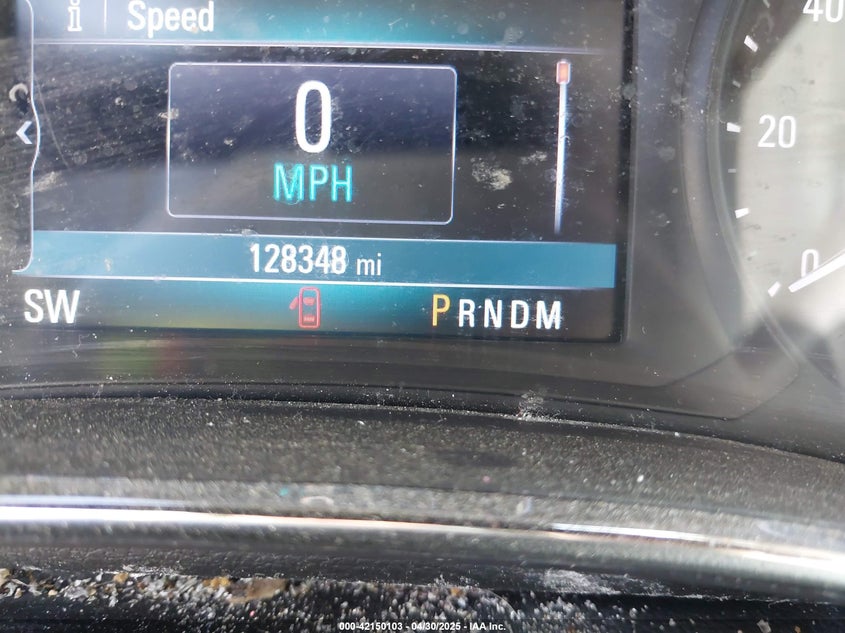 i Speed
40
0
MPH
20
128348 mi
0
SW
PRNDM
000-42150103 - 04/30/2025 - IAA Inc.